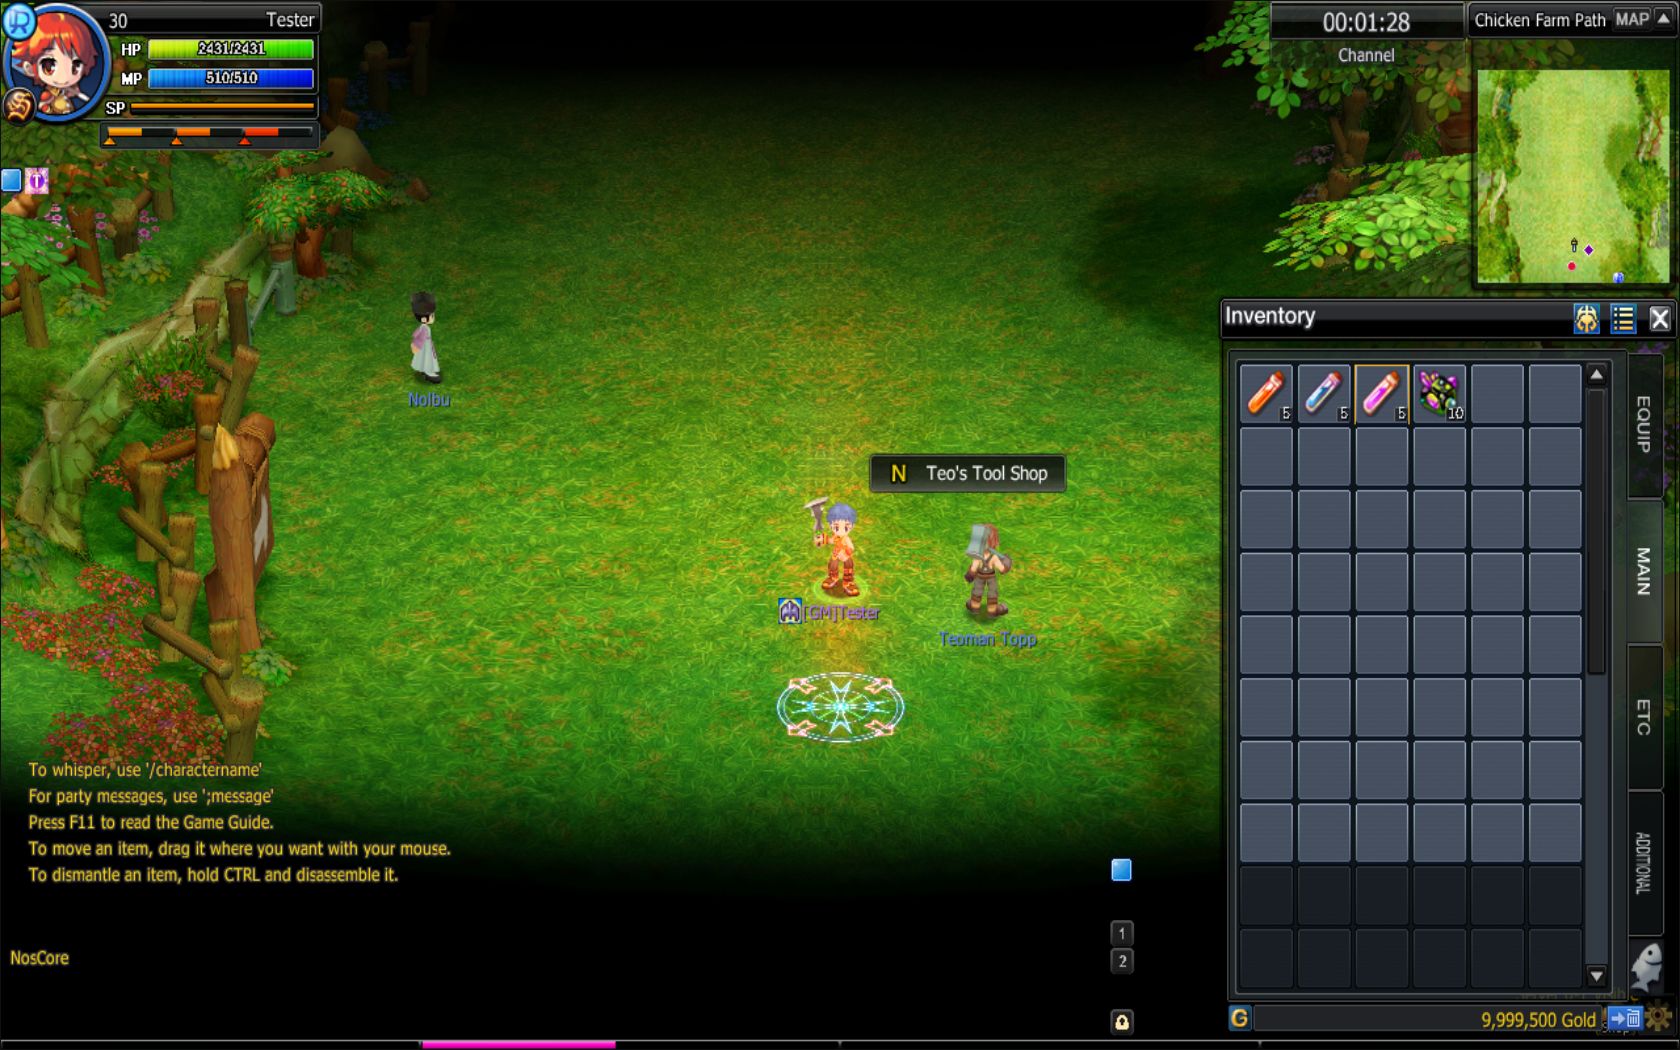 30 Tester
HP 2431/2431
MP 510/510
SP
T
00:01:28
Channel
Chicken Farm Path MAP
Inventory
5 5 5 10
EQUIP
MAIN
ETC
ADDITIONAL
Nolbu
N Teo's Tool Shop
[GM]Tester
Teoman Topp
To whisper, use '/charactername'
For party messages, use ';message'
Press F11 to read the Game Guide.
To move an item, drag it where you want with your mouse.
To dismantle an item, hold CTRL and disassemble it.
NosCore
1
2
G 9,999,500 Gold